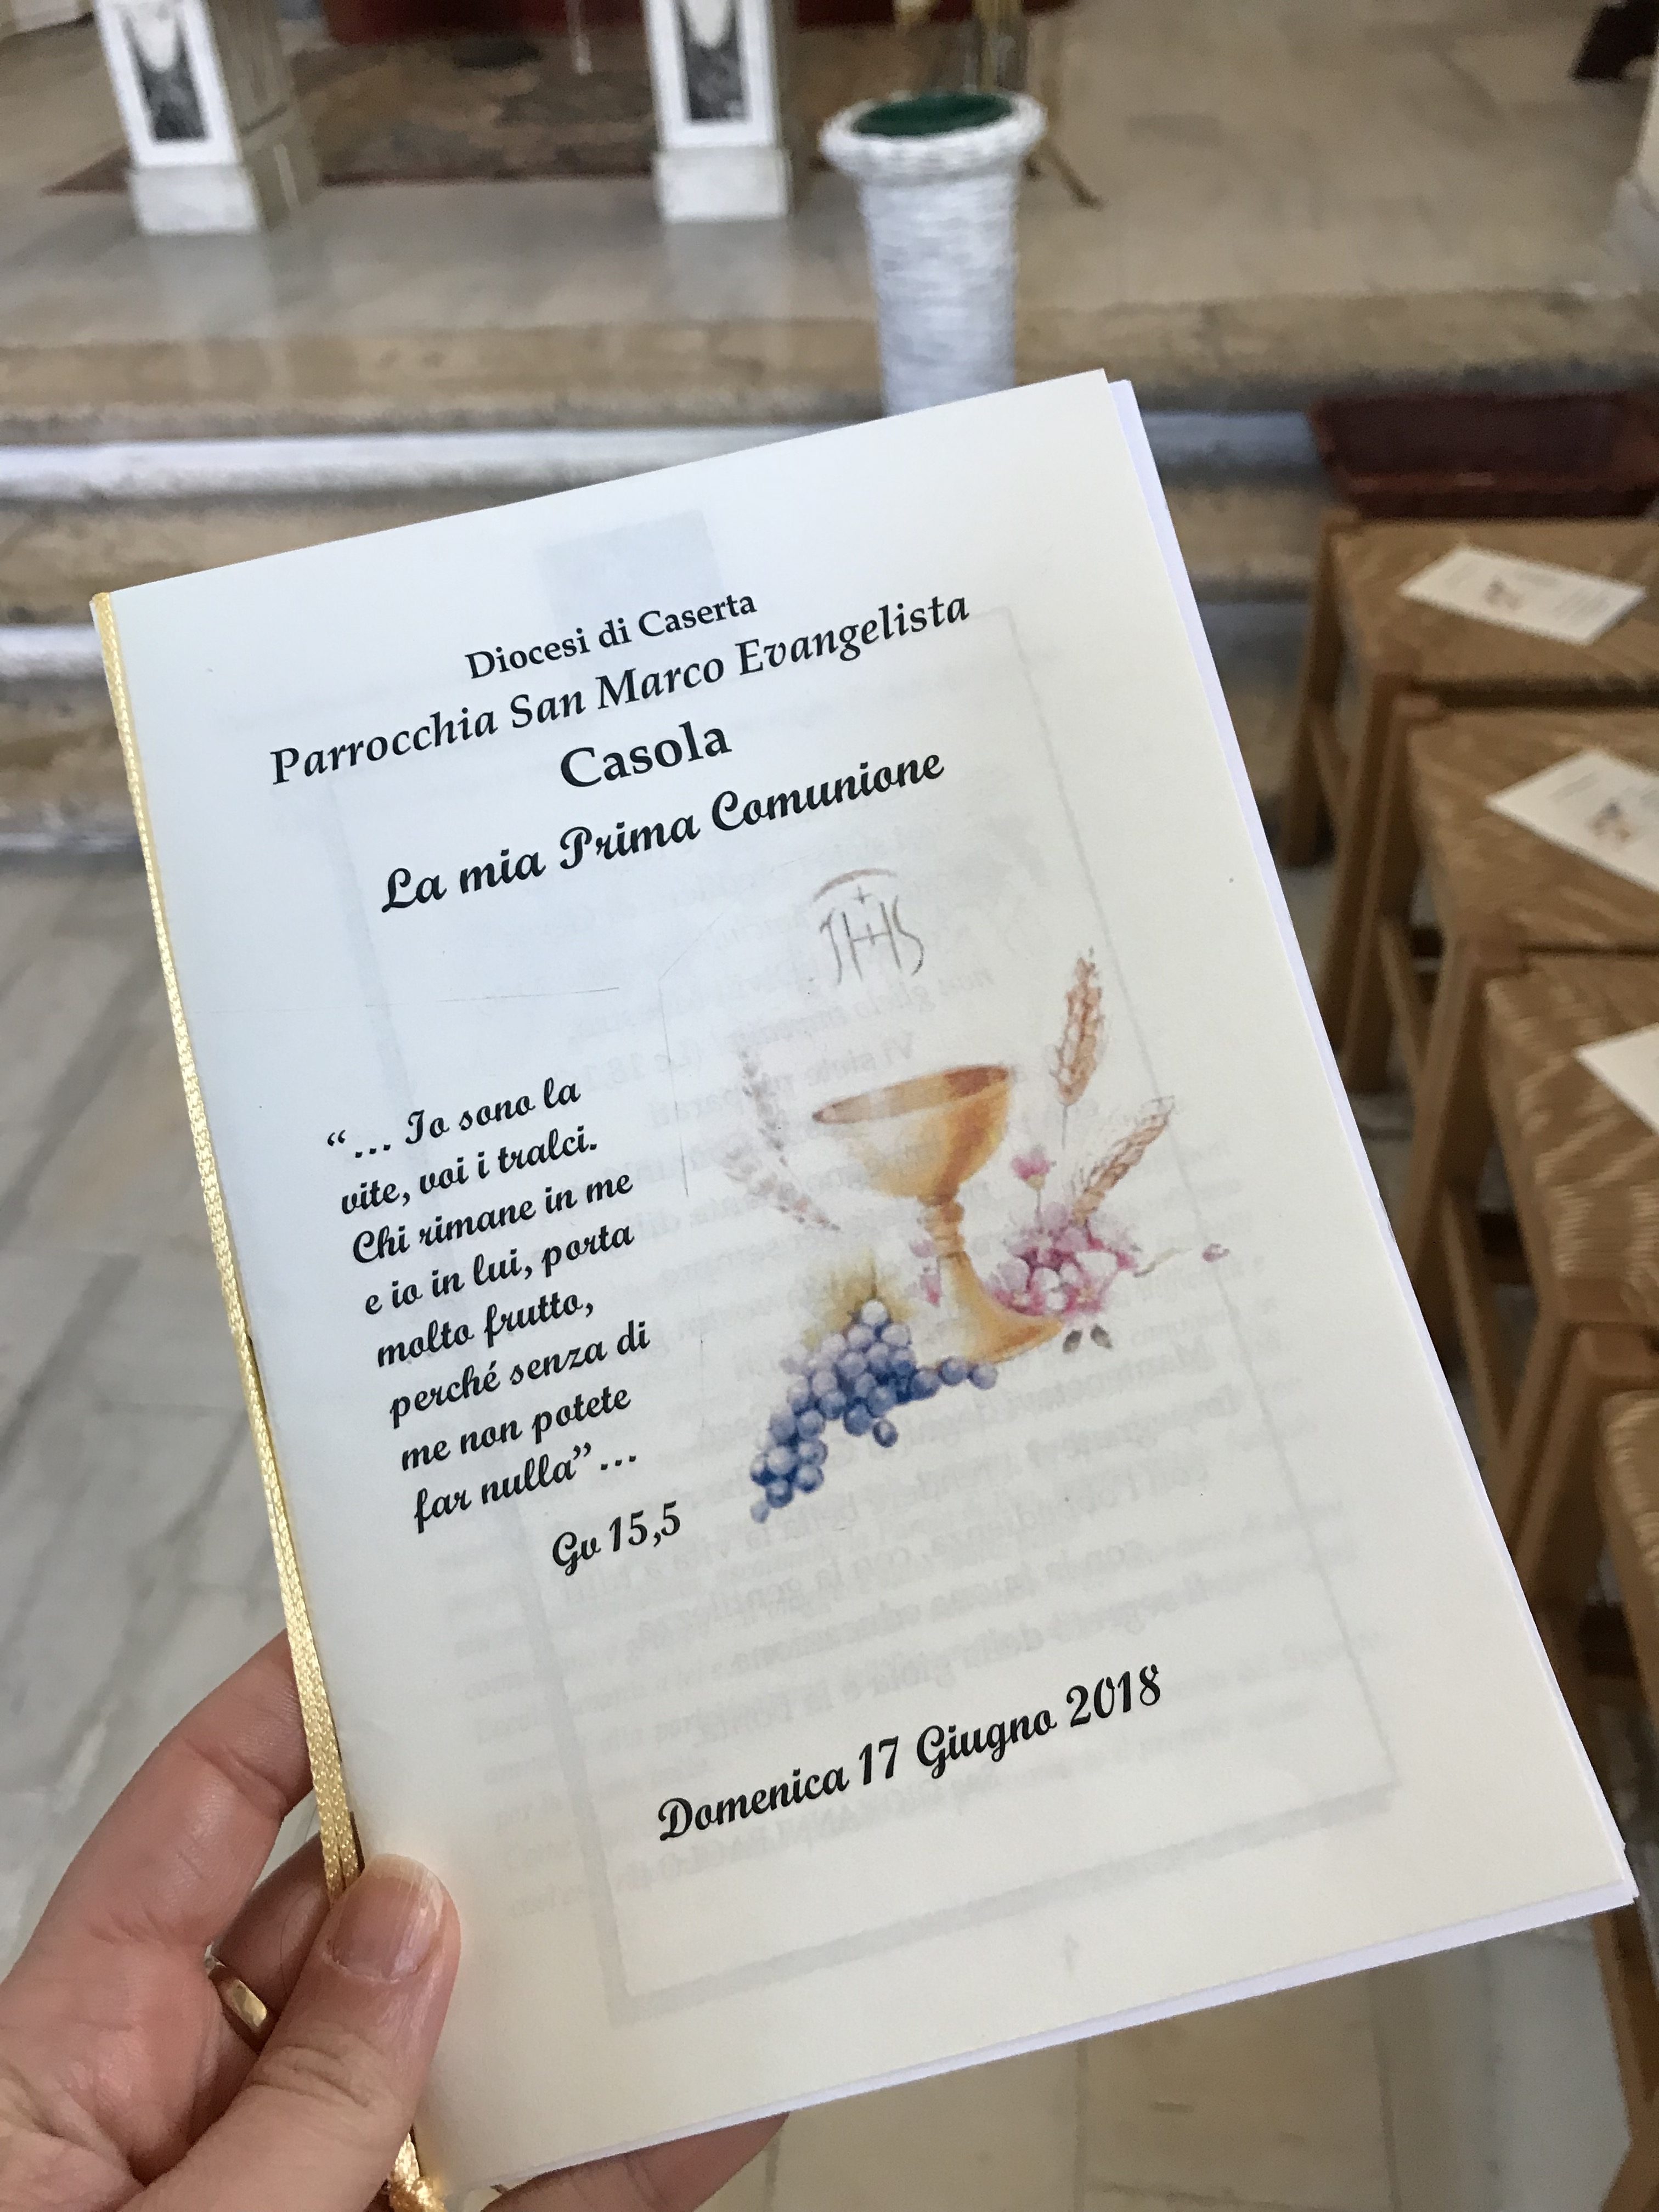 Diocesi di Caserta
Parrocchia San Marco Evangelista
Casola
La mia Prima Comunione
JHS
“... Io sono la
vite, voi i tralci.
Chi rimane in me
e io in lui, porta
molto frutto,
perché senza di
me non potete
far nulla” ...
Gv 15,5
Domenica 17 Giugno 2018